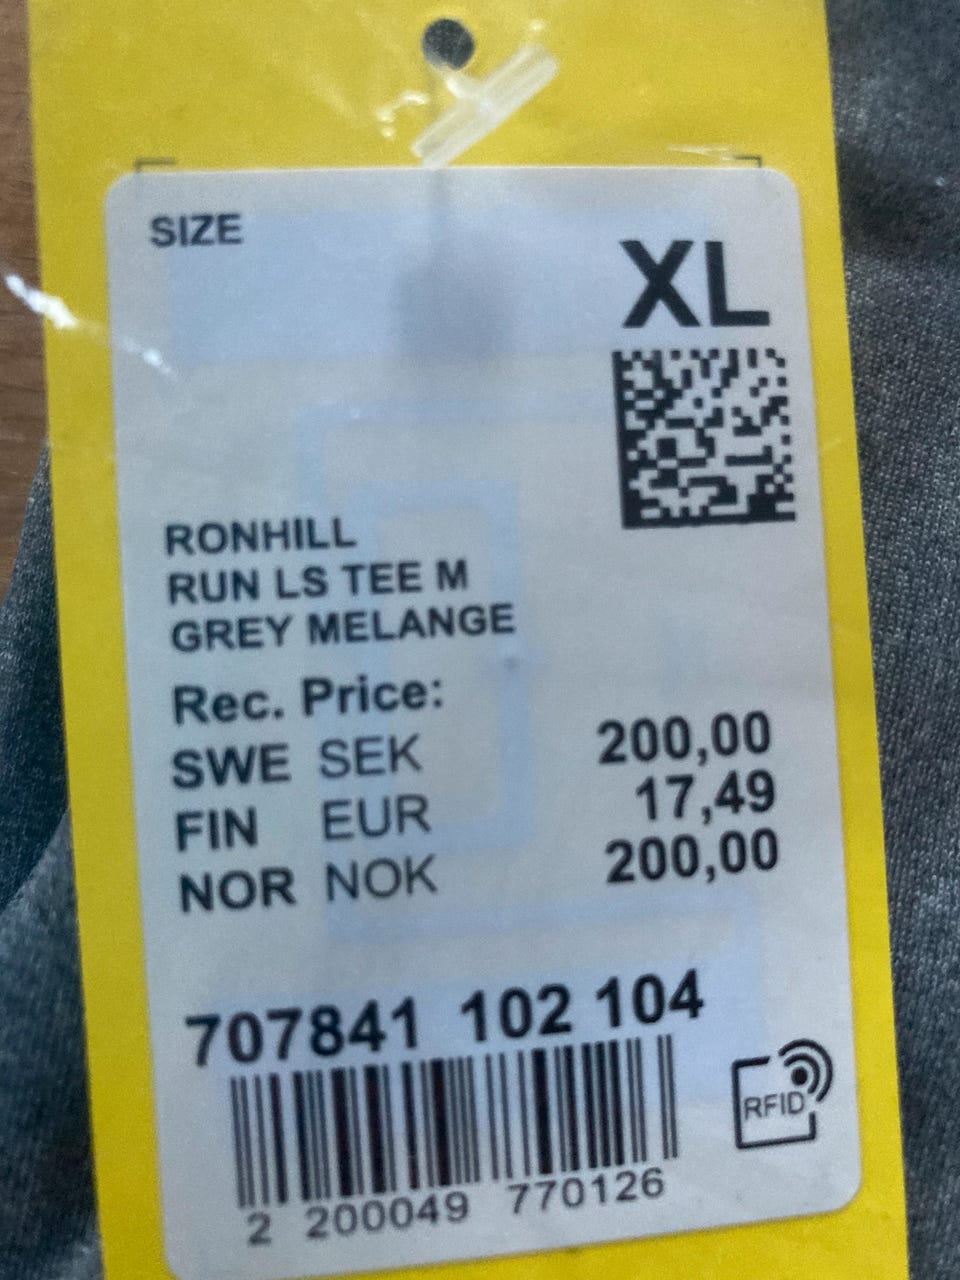 SIZE
XL
RONHILL
RUN LS TEE M
GREY MELANGE
Rec. Price:
SWE SEK 200,00
FIN EUR 17,49
NOR NOK 200,00
707841 102 104
RFID
2 200049 770126